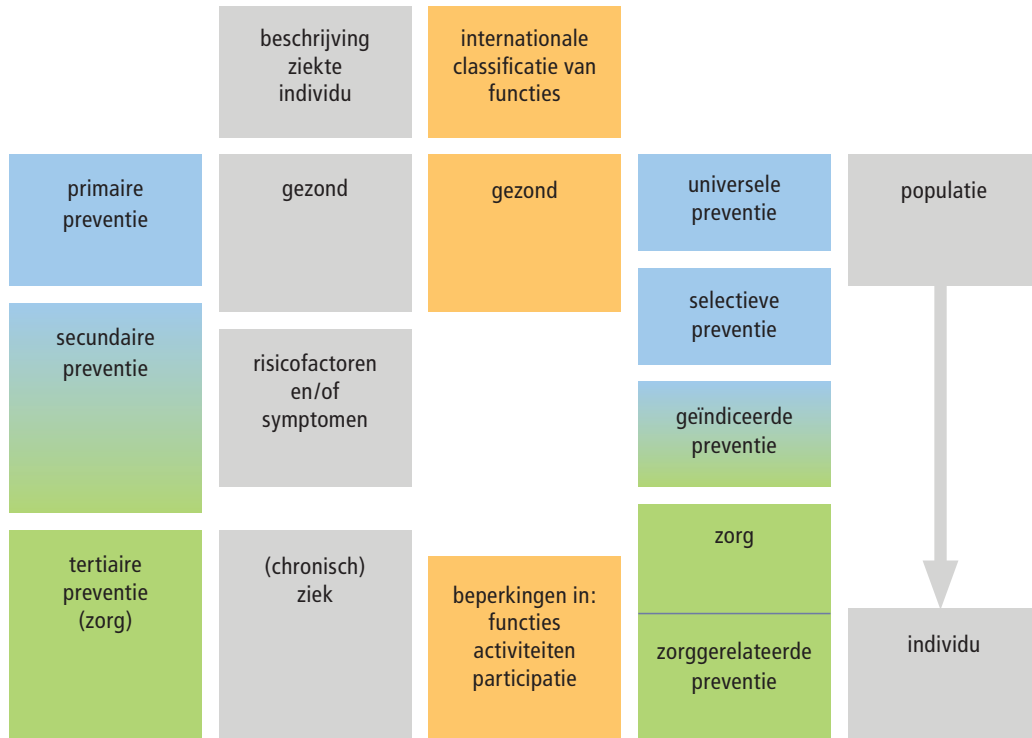 beschrijving
ziekte
individu
internationale
classificatie van
functies
primaire
preventie
gezond
gezond
universele
preventie
populatie
secundaire
preventie
risicofactoren
en/of
symptomen
selectieve
preventie
geïndiceerde
preventie
tertiaire
preventie
(zorg)
(chronisch)
ziek
beperkingen in:
functies
activiteiten
participatie
zorg
zorggerelateerde
preventie
individu